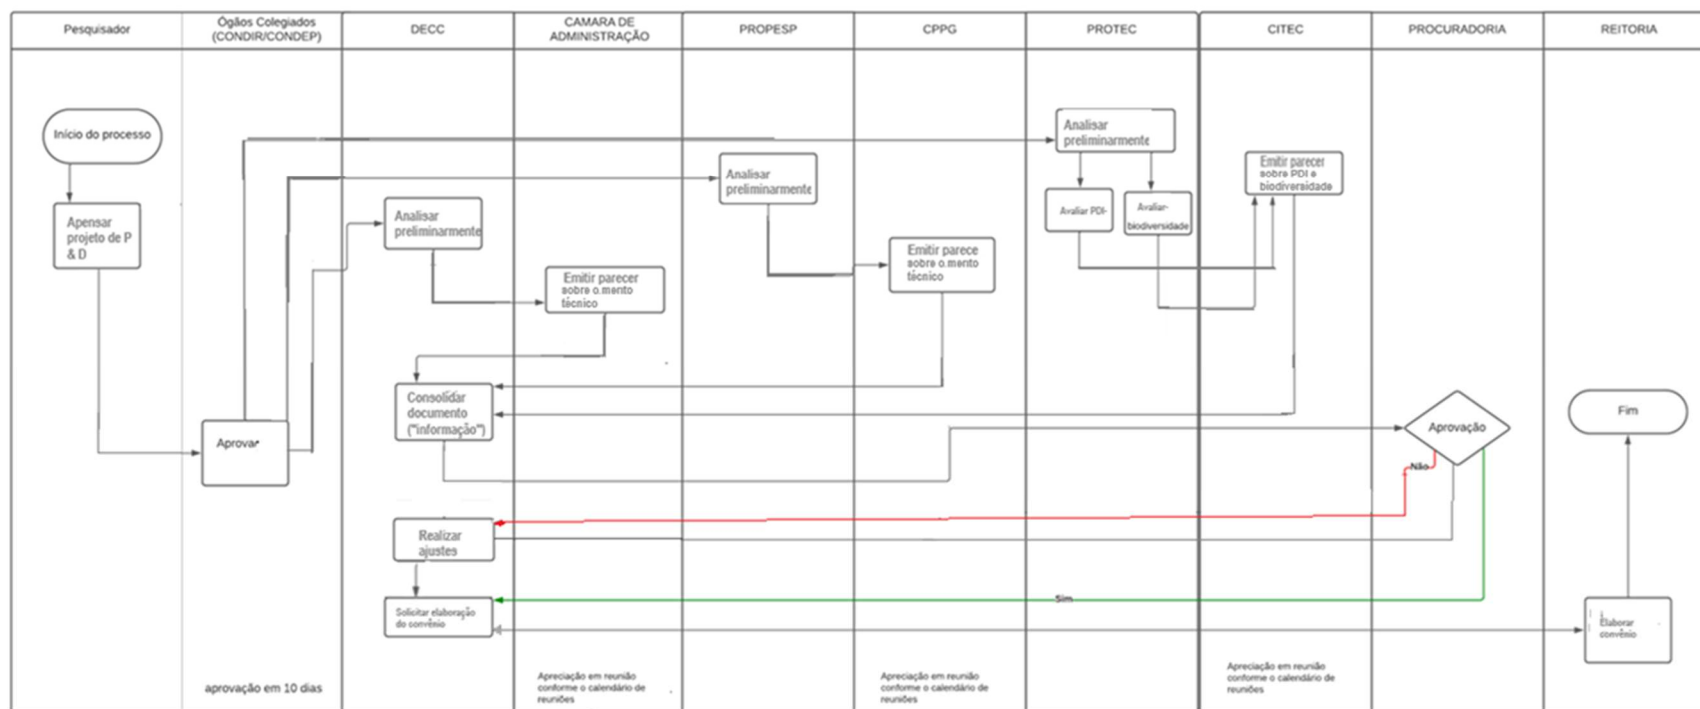 Pesquisador
Ógãos Colegiados
(CONDIR/CONDEP)
DECC
CAMARA DE
ADMINISTRAÇÃO
PROPESP
CPPG
PROTEC
CITEC
PROCURADORIA
REITORIA
Início do processo
Apensar
projeto de P
& D
Aprovar
aprovação em 10 dias
Analisar
preliminarmente
Consolidar
documento
("informação")
Realizar
ajustes
Solicitar elaboração
do convênio
Emitir parecer
sobre o.mento
técnico
Apreciação em reunião
conforme o calendário de
reuniões
Analisar
preliminarmente
Emitir parece
sobre o.mento
técnico
Apreciação em reunião
conforme o calendário de
reuniões
Analisar
preliminarmente
Avaliar PDI-
Avaliar-
biodiversidade
Sim
Emitir parecer
sobre PDI e
biodiversidade
Apreciação em reunião
conforme o calendário de
reuniões
Aprovação
Não
Fim
Elaborar
convênio